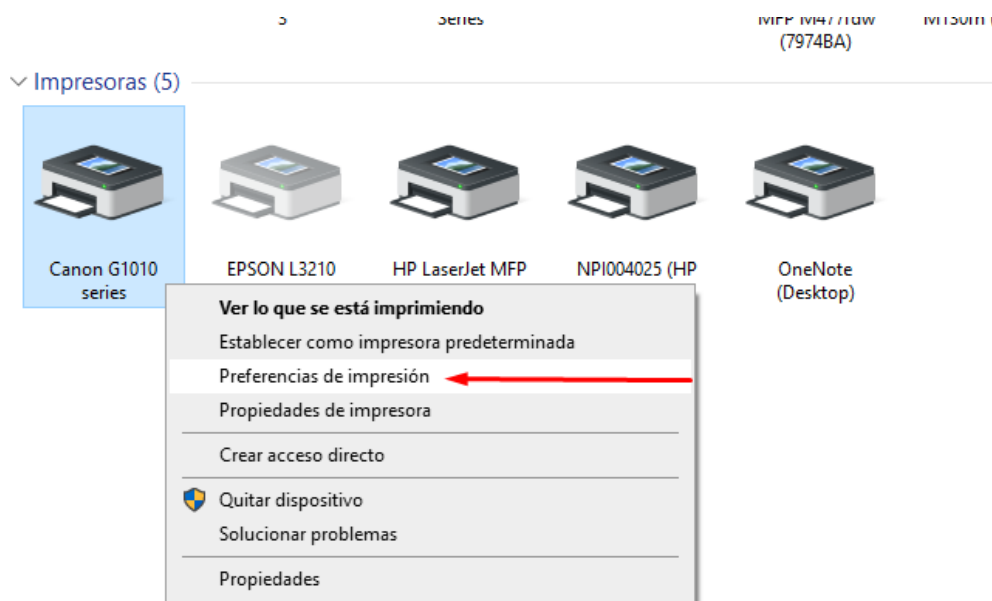 Series
MFP M477fdw
(7974BA)
Impresoras (5)
Canon G1010
series
EPSON L3210
HP LaserJet MFP
NPI004025 (HP
OneNote
(Desktop)
Ver lo que se está imprimiendo
Establecer como impresora predeterminada
Preferencias de impresión
Propiedades de impresora
Crear acceso directo
Quitar dispositivo
Solucionar problemas
Propiedades